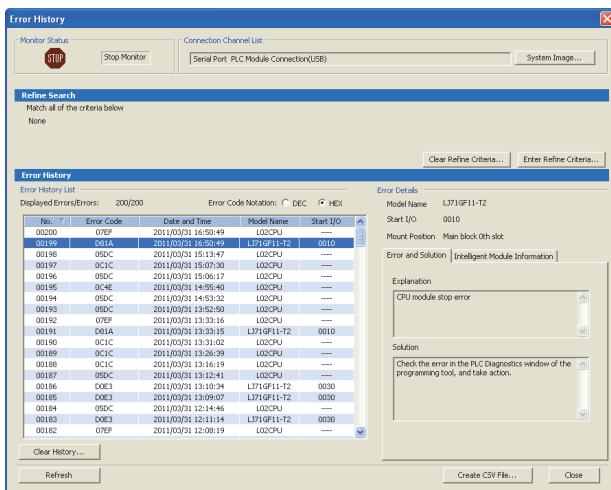 Error History
Monitor Status
STOP
Stop Monitor
Connection Channel List
Serial Port PLC Module Connection(USB)
System Image...
Refine Search
Match all of the criteria below
None
Clear Refine Criteria...
Enter Refine Criteria...
Error History
Error History List
Displayed Errors/Errors: 200/200
Error Code Notation: DEC HEX
No. Error Code Date and Time Model Name Start I/O
00200 07EF 2011/03/31 16:50:49 L02CPU ----
00199 D81A 2011/03/31 16:50:49 LJ71GF11-T2 0010
00198 05DC 2011/03/31 15:13:47 L02CPU ----
00197 0C1C 2011/03/31 15:07:30 L02CPU ----
00196 05DC 2011/03/31 15:06:17 L02CPU ----
00195 0C4E 2011/03/31 14:55:40 L02CPU ----
00194 05DC 2011/03/31 14:53:32 L02CPU ----
00193 05DC 2011/03/31 13:52:50 L02CPU ----
00192 07EF 2011/03/31 13:33:16 L02CPU ----
00191 D81A 2011/03/31 13:33:15 LJ71GF11-T2 0010
00190 0C1C 2011/03/31 13:31:02 L02CPU ----
00189 0C1C 2011/03/31 13:26:39 L02CPU ----
00188 0C1C 2011/03/31 13:16:19 L02CPU ----
00187 05DC 2011/03/31 13:12:41 L02CPU ----
00186 D0E3 2011/03/31 13:10:34 LJ71GF11-T2 0030
00185 D0E3 2011/03/31 13:09:07 LJ71GF11-T2 0030
00184 05DC 2011/03/31 12:14:46 L02CPU ----
00183 D0E3 2011/03/31 12:11:14 LJ71GF11-T2 0030
00182 07EF 2011/03/31 12:08:19 L02CPU ----
Clear History...
Error Details
Model Name LJ71GF11-T2
Start I/O 0010
Mount Position Main block 0th slot
Error and Solution
Intelligent Module Information
Explanation
CPU module stop error
Solution
Check the error in the PLC Diagnostics window of the
programming tool, and take action.
Refresh
Create CSV File...
Close